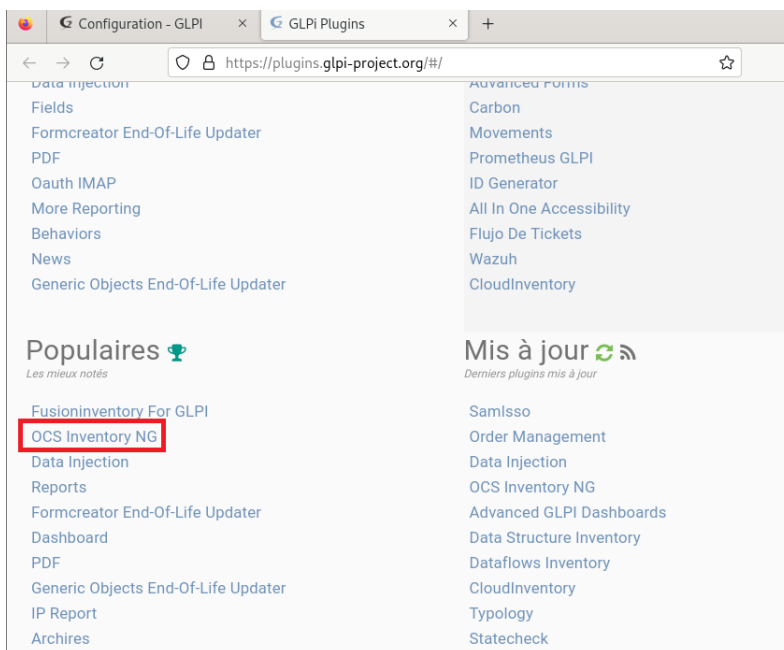 Configuration - GLPI × GLPi Plugins × +
https://plugins.glpi-project.org/#/
Data Injection
Fields
Formcreator End-Of-Life Updater
PDF
Oauth IMAP
More Reporting
Behaviors
News
Generic Objects End-Of-Life Updater
Advanced Forms
Carbon
Movements
Prometheus GLPI
ID Generator
All In One Accessibility
Flujo De Tickets
Wazuh
CloudInventory
Populaires
Les mieux notés
Fusioninventory For GLPI
OCS Inventory NG
Data Injection
Reports
Formcreator End-Of-Life Updater
Dashboard
PDF
Generic Objects End-Of-Life Updater
IP Report
Archires
Mis à jour
Derniers plugins mis à jour
Samlsso
Order Management
Data Injection
OCS Inventory NG
Advanced GLPI Dashboards
Data Structure Inventory
Dataflows Inventory
CloudInventory
Typology
Statecheck